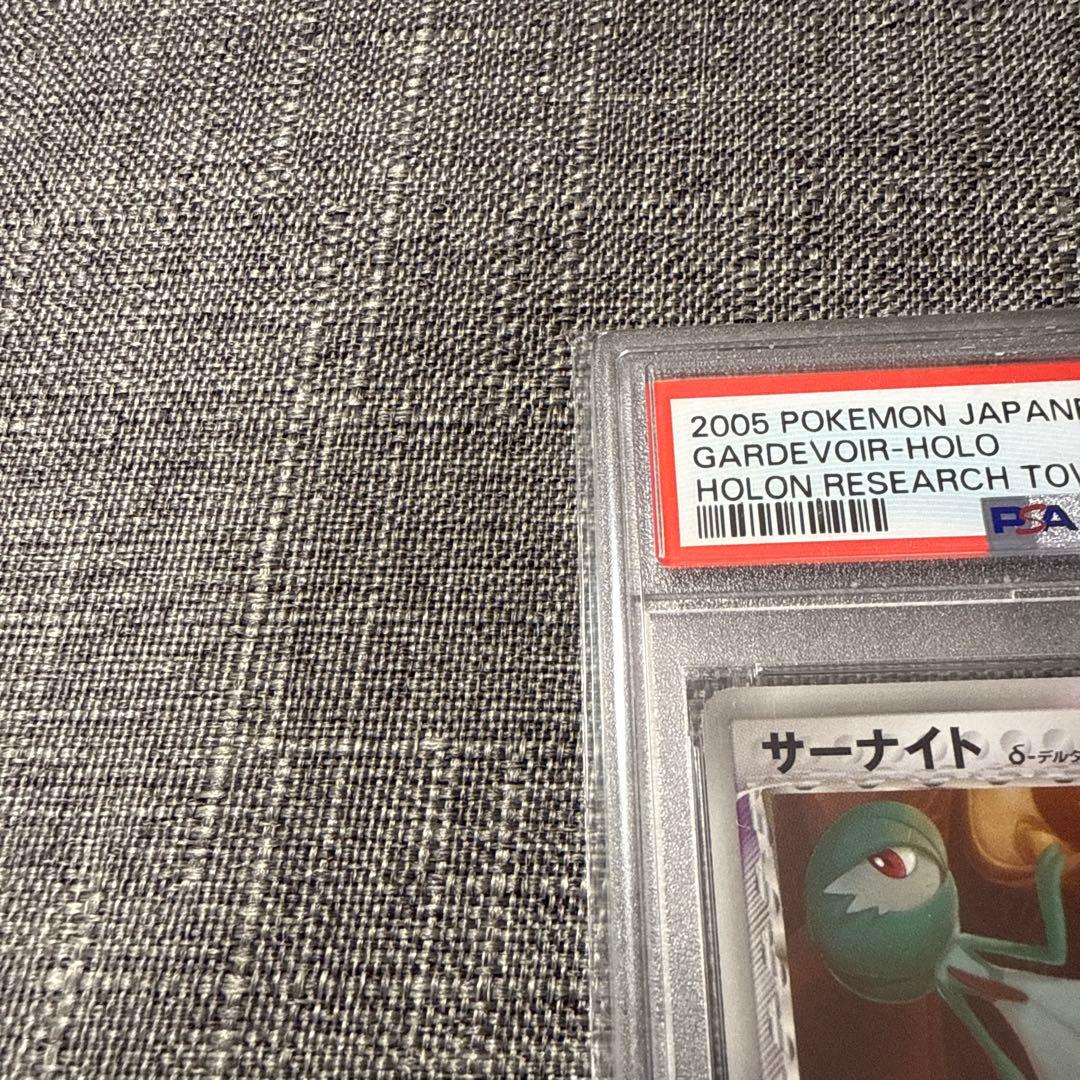 2005 POKEMON JAPANE
GARDEVOIR-HOLO
HOLON RESEARCH TOW
PSA
サーナイト δ-デルタ